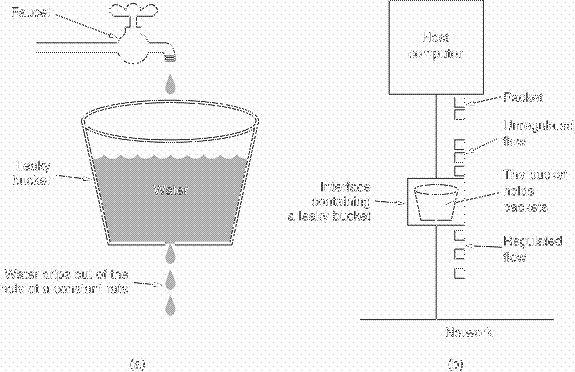 Faucet
Leaky
bucket
Water
Water drips out of the
hole at a constant rate
(a)
Host
computer
Packet
Unregulated
flow
Interface
containing
a leaky bucket
The bucket
holds
packets
Regulated
flow
Network
(b)